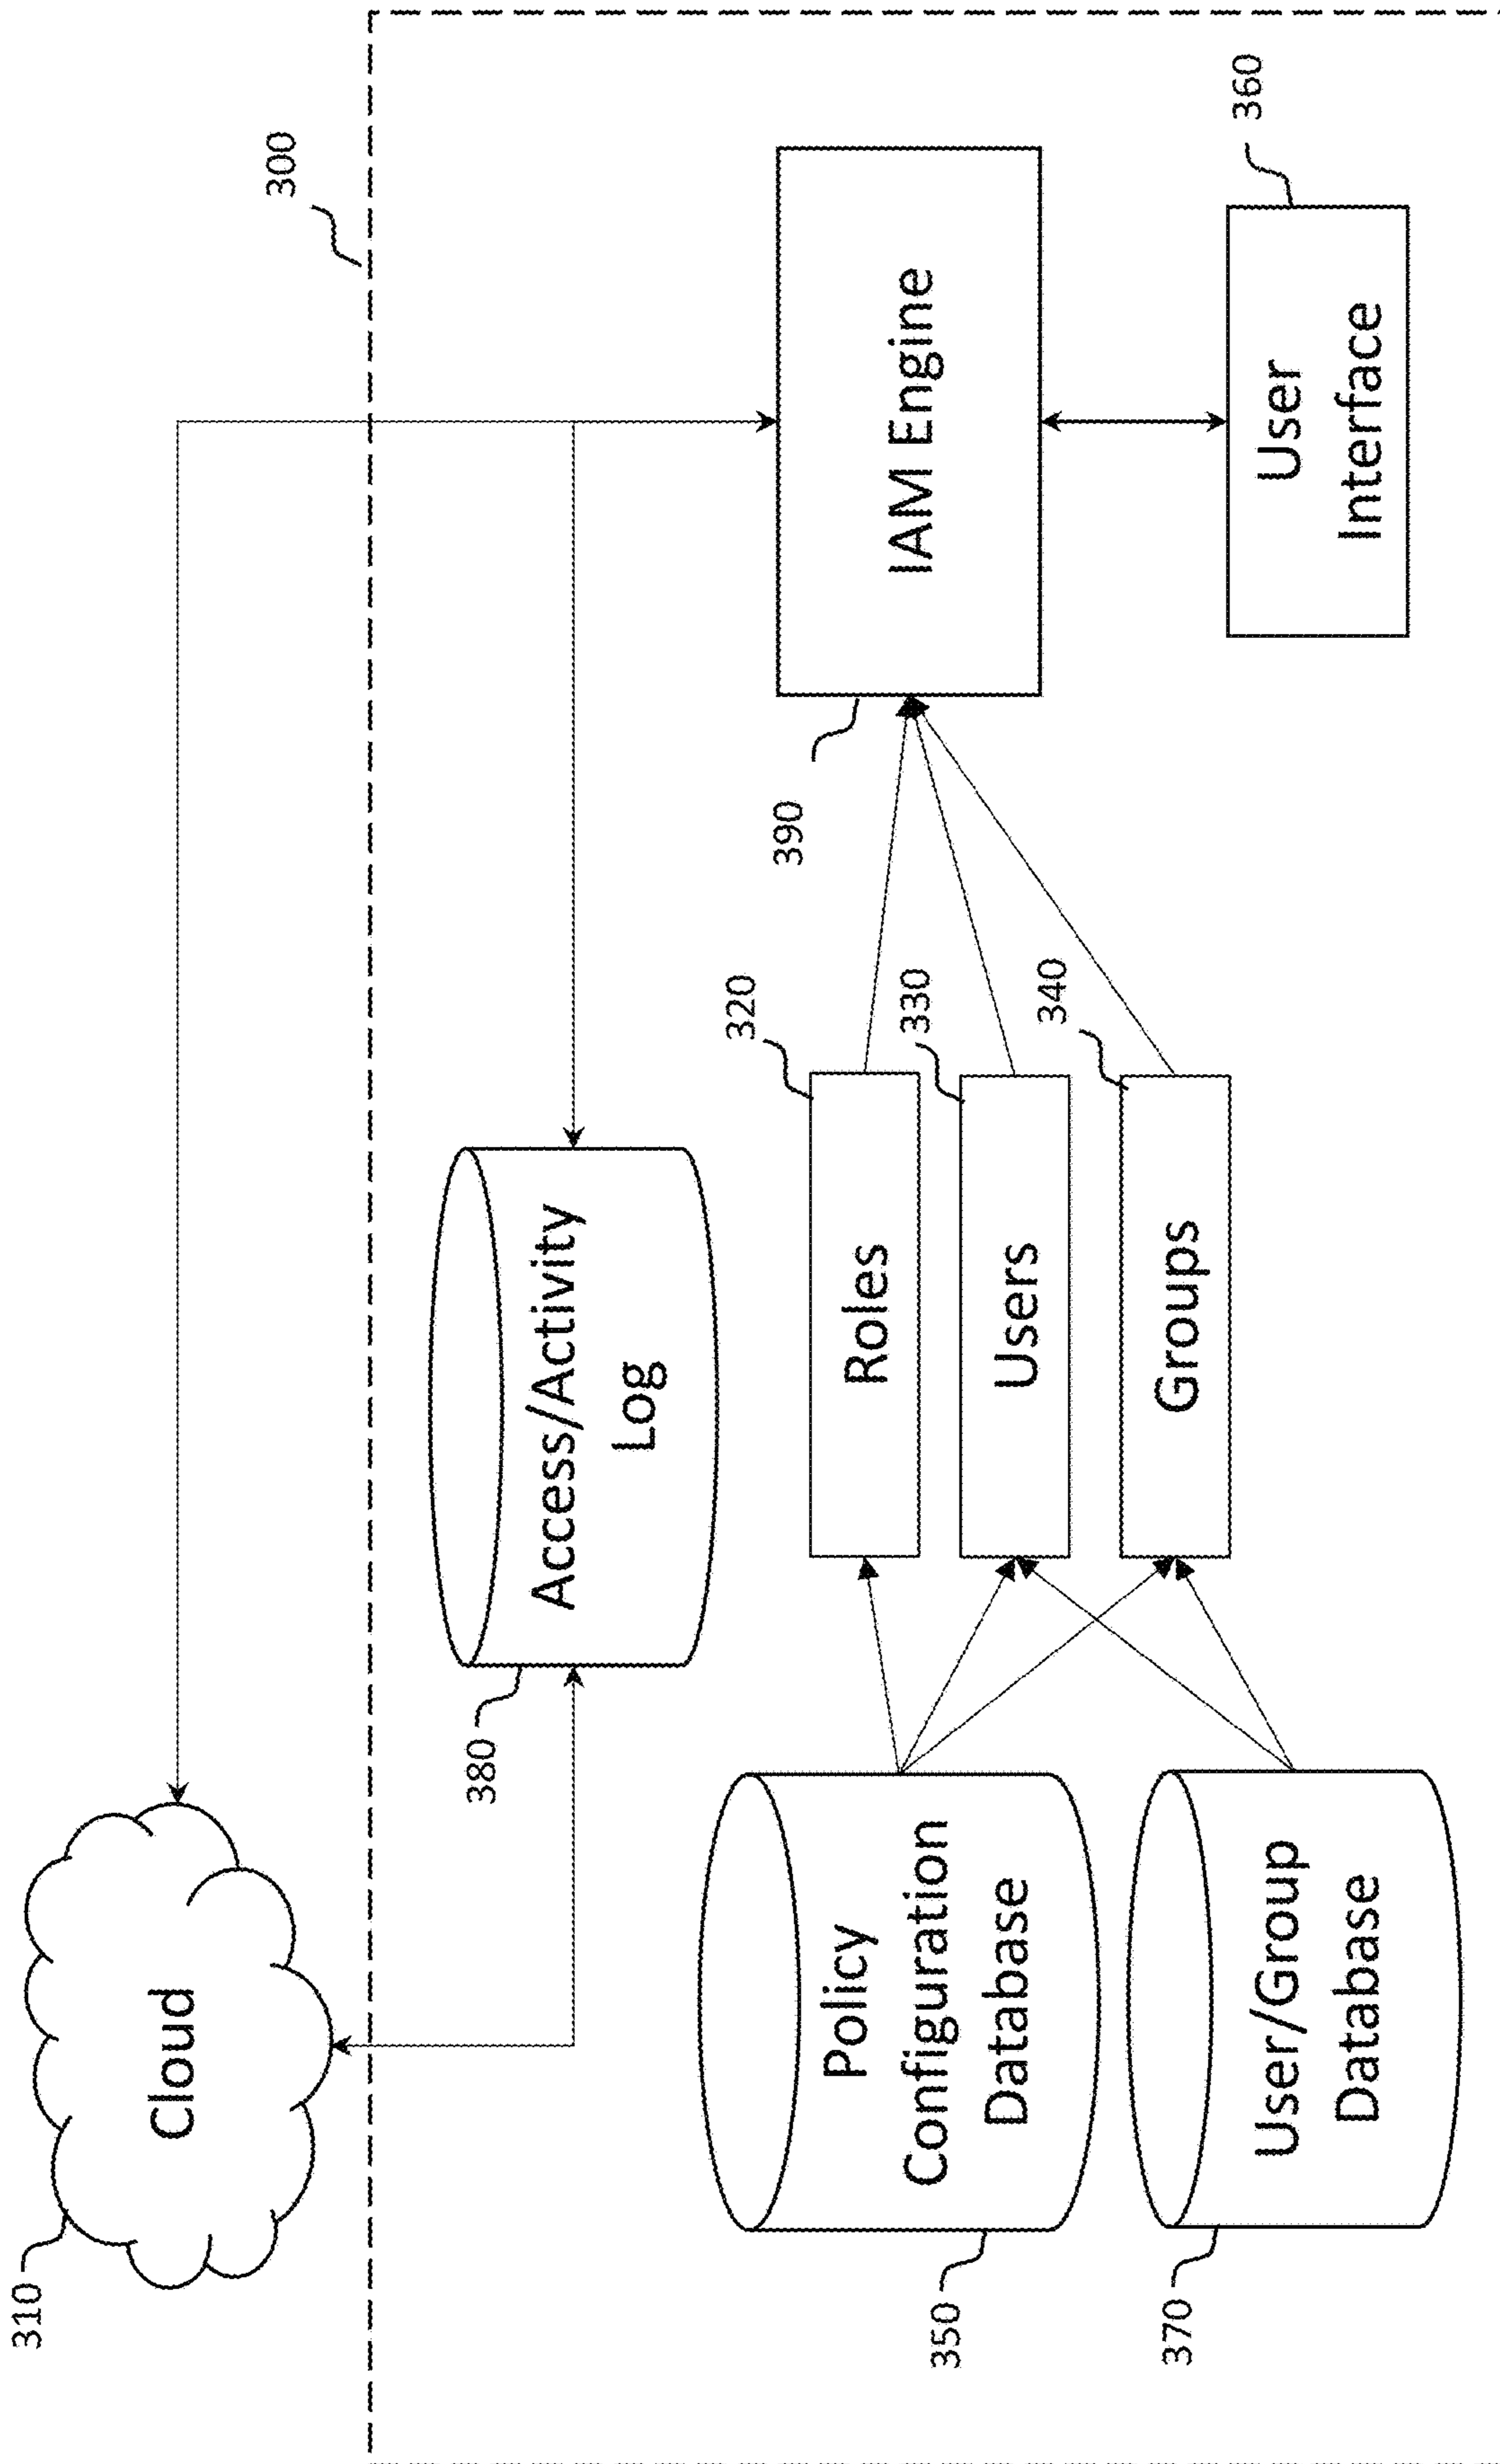 310
Cloud
300
380
Access/Activity
Log
350
Policy
Configuration
Database
370
User/Group
Database
320
Roles
330
Users
340
Groups
390
IAM Engine
360
User
Interface